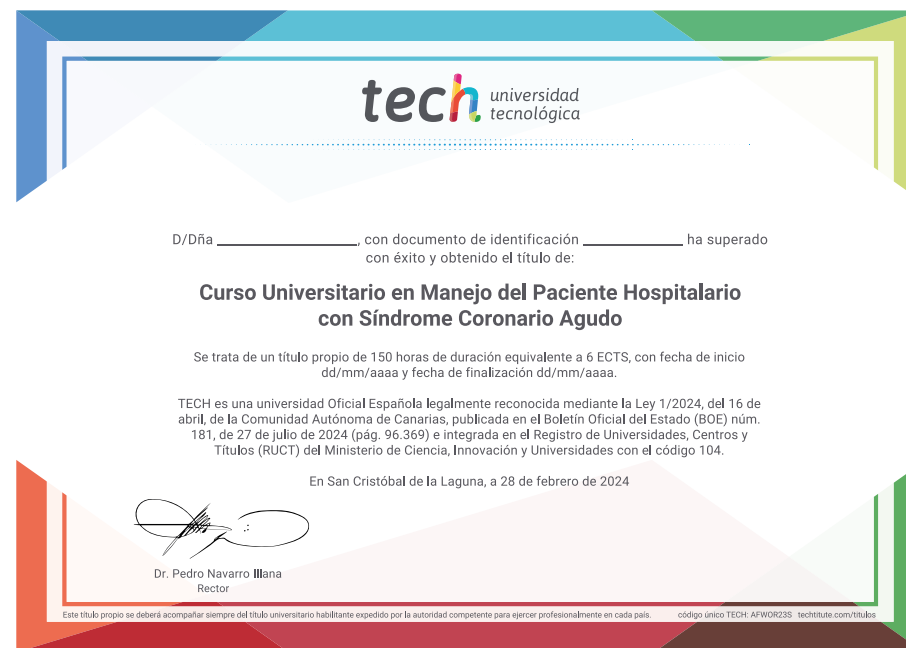 tech universidad
tecnológica
D/Dña ____________________, con documento de identificación ______________ ha superado
con éxito y obtenido el título de:
Curso Universitario en Manejo del Paciente Hospitalario
con Síndrome Coronario Agudo
Se trata de un título propio de 150 horas de duración equivalente a 6 ECTS, con fecha de inicio
dd/mm/aaaa y fecha de finalización dd/mm/aaaa.
TECH es una universidad Oficial Española legalmente reconocida mediante la Ley 1/2024, del 16 de
abril, de la Comunidad Autónoma de Canarias, publicada en el Boletín Oficial del Estado (BOE) núm.
181, de 27 de julio de 2024 (pág. 96.369) e integrada en el Registro de Universidades, Centros y
Títulos (RUCT) del Ministerio de Ciencia, Innovación y Universidades con el código 104.
En San Cristóbal de la Laguna, a 28 de febrero de 2024
Dr. Pedro Navarro Illana
Rector
Este título propio se deberá acompañar siempre del título universitario habilitante expedido por la autoridad competente para ejercer profesionalmente en cada país. código único TECH: AFWOR23S techtitute.com/titulos